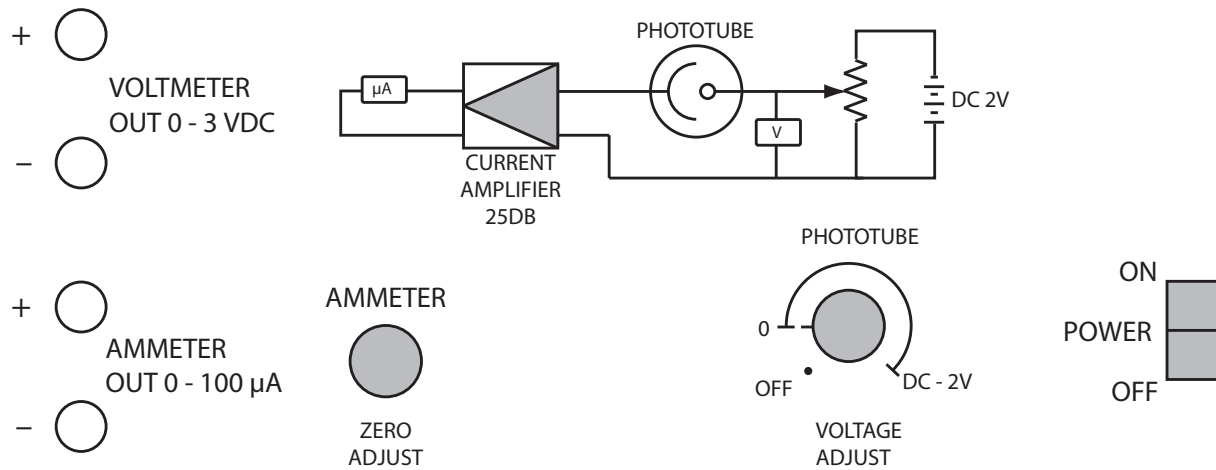 +
VOLTMETER
OUT 0 - 3 VDC
−
PHOTOTUBE
µA
V
DC 2V
CURRENT
AMPLIFIER
25DB
+
AMMETER
OUT 0 - 100 µA
−
AMMETER
ZERO
ADJUST
PHOTOTUBE
0
OFF
DC - 2V
VOLTAGE
ADJUST
ON
POWER
OFF